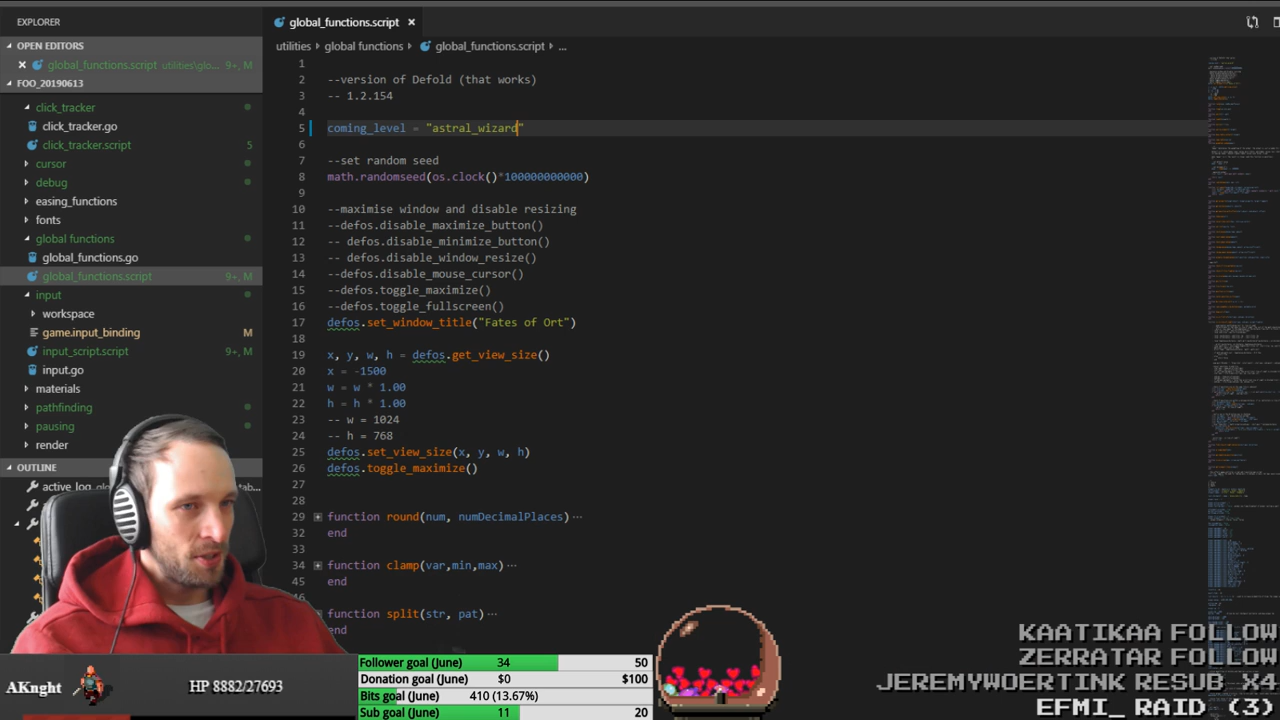 EXPLORER
global_functions.script ×
OPEN EDITORS
utilities › global functions › global_functions.script › ...
× global_functions.script utilities\glo... 9+, M
FOO_20190613
click_tracker
click_tracker.go
click_tracker.script 5
cursor
debug
easing_functions
fonts
global functions
global_functions.go
global_functions.script 9+, M
input
workspace
game.input_binding M
input_script.script 9+, M
input.go
materials
pathfinding
pausing
render
OUTLINE
1
2 --version of Defold (that works)
3 -- 1.2.154
4
5 coming_level = "astral_wizard"
6
7 --set random seed
8 math.randomseed(os.clock()*100000000000)
9
10 --maximise window and disable resizing
11 --defos.disable_maximize_button()
12 -- defos.disable_minimize_button()
13 -- defos.disable_window_resize()
14 --defos.disable_mouse_cursor()
15 --defos.toggle_maximize()
16 --defos.toggle_fullscreen()
17 defos.set_window_title("Fates of Ort")
18
19 x, y, w, h = defos.get_view_size()
20 x = -1500
21 w = w * 1.00
22 h = h * 1.00
23 -- w = 1024
24 -- h = 768
25 defos.set_view_size(x, y, w, h)
26 defos.toggle_maximize()
27
28
29 function round(num, numDecimalPlaces)···
32 end
33
34 function clamp(var,min,max)···
45 end
46
function split(str, pat)···
end
AKnght
HP 8882/27693
Follower goal (June) 34 50
Donation goal (June) $0 $100
Bits goal (June) 410 (13.67%)
Sub goal (June) 11 20
KAATIKAA FOLLOW
ZERRATAR FOLLOW
JEREMYWOERTINK RESUB X4
EFMI_ RAID (3)